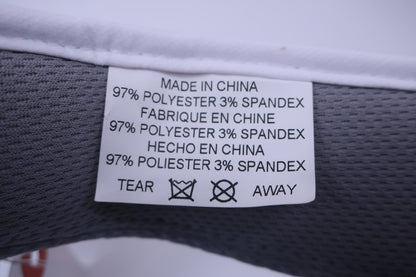 MADE IN CHINA
97% POLYESTER 3% SPANDEX
FABRIQUE EN CHINE
97% POLYESTER 3% SPANDEX
HECHO EN CHINA
97% POLIESTER 3% SPANDEX
TEAR AWAY